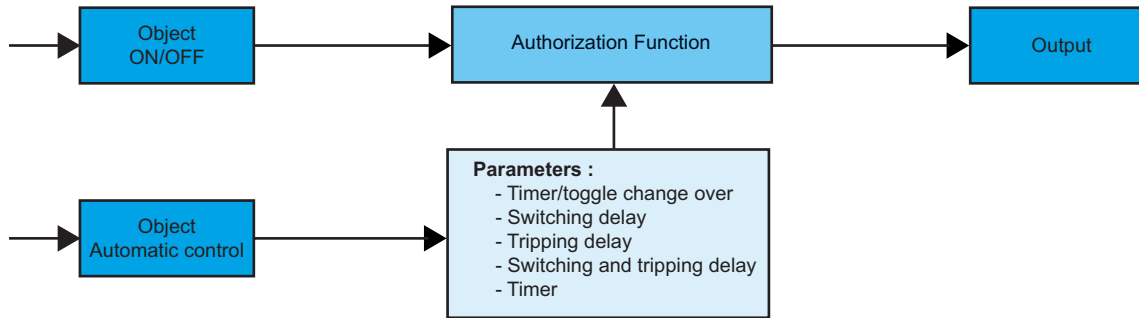 Object
ON/OFF
Authorization Function
Output
Parameters :
- Timer/toggle change over
- Switching delay
- Tripping delay
- Switching and tripping delay
- Timer
Object
Automatic control